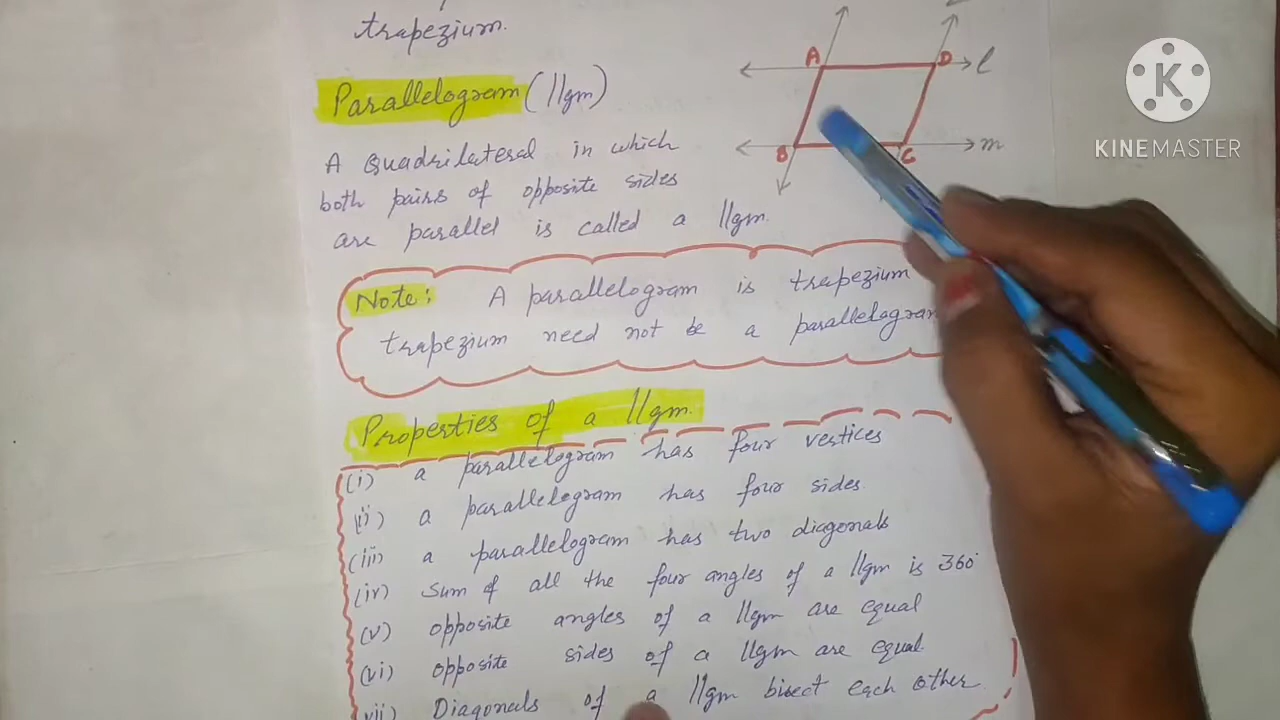 trapezium.
Parallelogram (llgm)
A Quadrilateral in which
both pairs of opposite sides
are parallel is called a llgm.
A D l
B C m
K
KINEMASTER
Note: A parallelogram is trapezium
trapezium need not be a parallelogram
Properties of a llgm.
(i) a parallelogram has four vertices
(ii) a parallelogram has four sides.
(iii) a parallelogram has two diagonals
(iv) Sum of all the four angles of a llgm is 360°
(v) opposite angles of a llgm are equal
(vi) opposite sides of a llgm are equal.
(vii) Diagonals of a llgm bisect each other